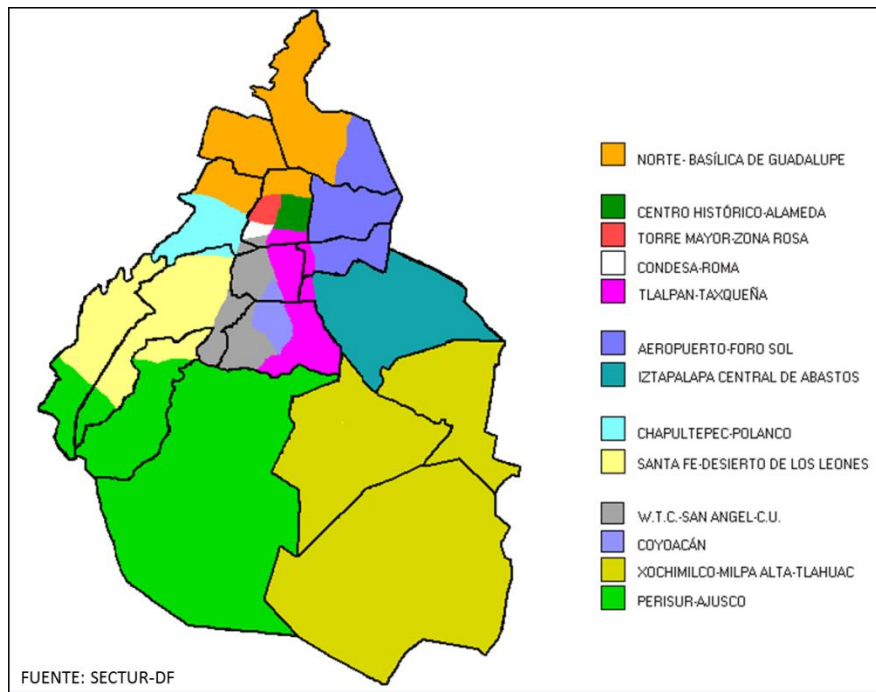 NORTE- BASÍLICA DE GUADALUPE
CENTRO HISTÓRICO-ALAMEDA
TORRE MAYOR-ZONA ROSA
CONDESA-ROMA
TLALPAN-TAXQUEÑA
AEROPUERTO-FORO SOL
IZTAPALAPA CENTRAL DE ABASTOS
CHAPULTEPEC-POLANCO
SANTA FE-DESIERTO DE LOS LEONES
W.T.C.-SAN ANGEL-C.U.
COYOACÁN
XOCHIMILCO-MILPA ALTA-TLAHUAC
PERISUR-AJUSCO
FUENTE: SECTUR-DF